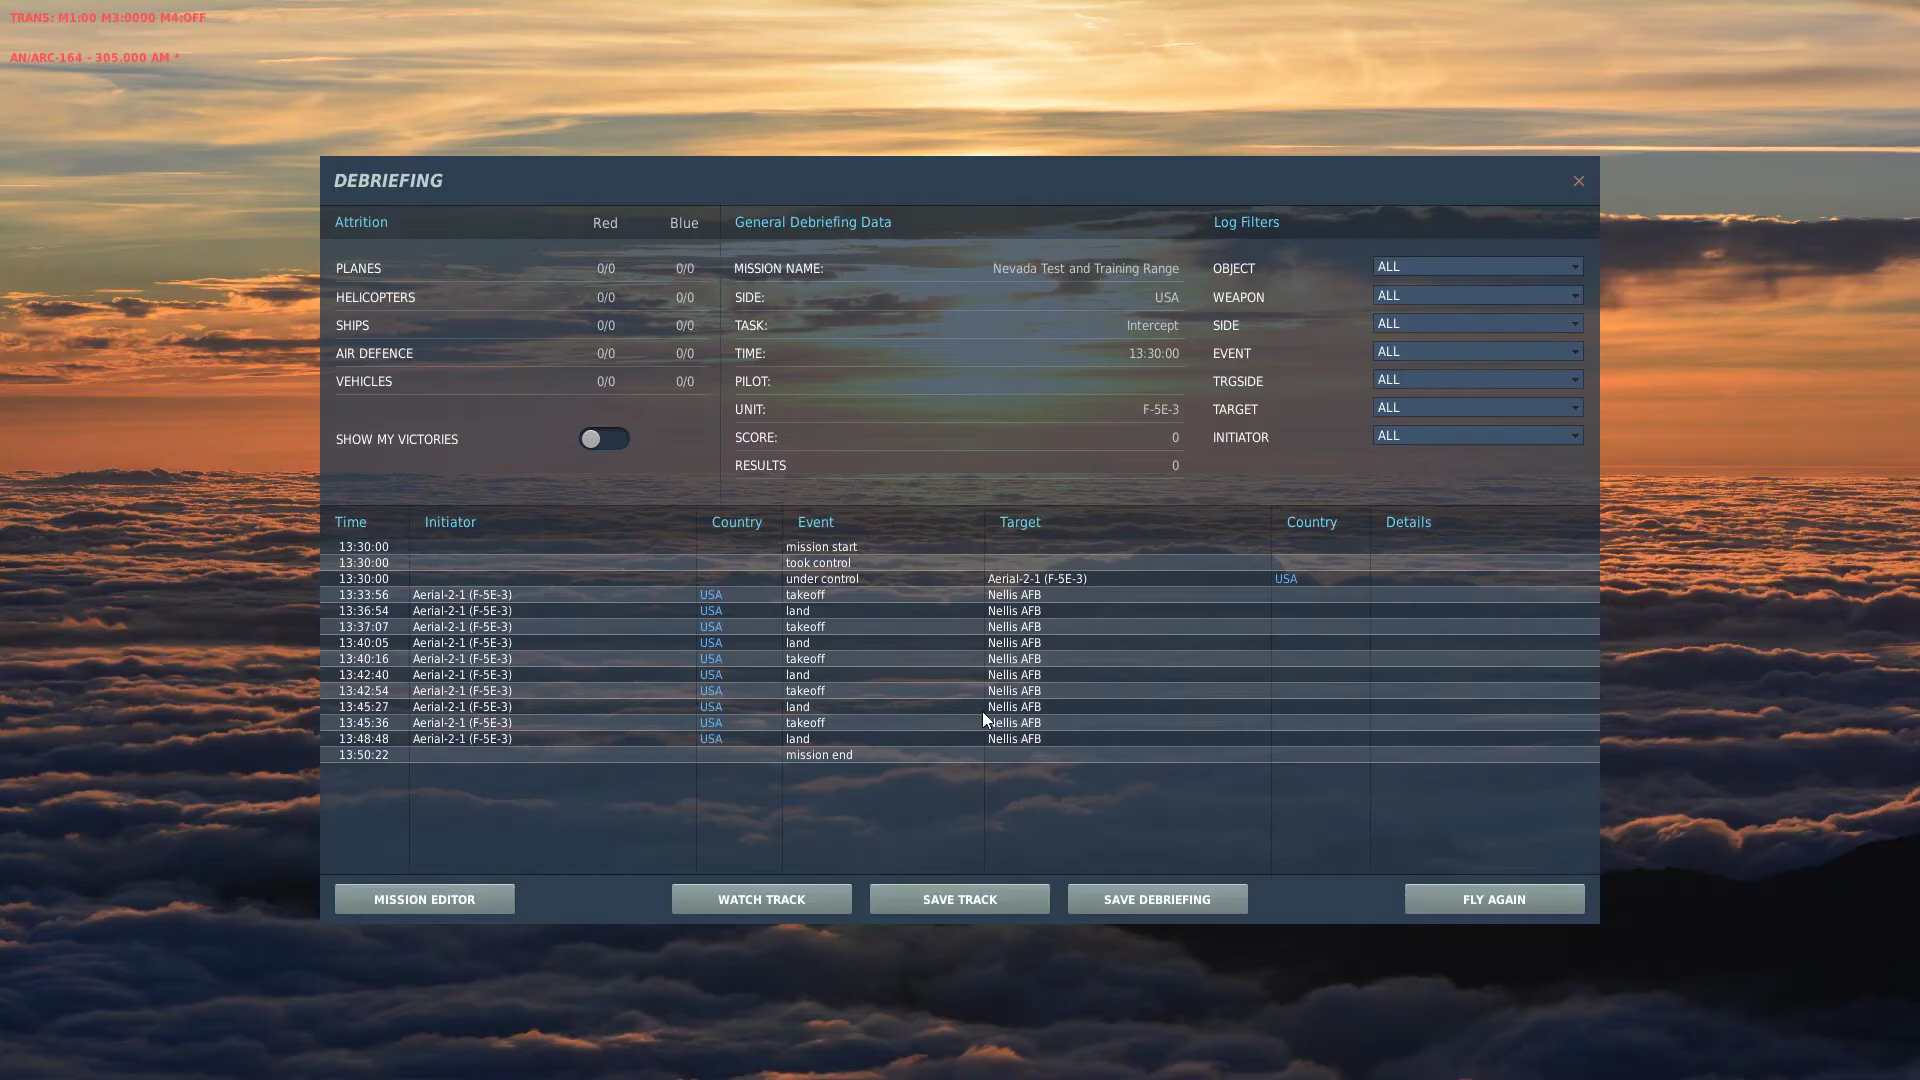 TRANS: M1:00 M3:0000 M4:OFF
AN/ARC-164 - 305.000 AM *
DEBRIEFING
Attrition Red Blue General Debriefing Data Log Filters
PLANES 0/0 0/0 MISSION NAME: Nevada Test and Training Range OBJECT ALL
HELICOPTERS 0/0 0/0 SIDE: USA WEAPON ALL
SHIPS 0/0 0/0 TASK: Intercept SIDE ALL
AIR DEFENCE 0/0 0/0 TIME: 13:30:00 EVENT ALL
VEHICLES 0/0 0/0 PILOT: TRGSIDE ALL
UNIT: F-5E-3 TARGET ALL
SHOW MY VICTORIES SCORE: 0 INITIATOR ALL
RESULTS 0
Time Initiator Country Event Target Country Details
13:30:00 mission start
13:30:00 took control
13:30:00 under control Aerial-2-1 (F-5E-3) USA
13:33:56 Aerial-2-1 (F-5E-3) USA takeoff Nellis AFB
13:36:54 Aerial-2-1 (F-5E-3) USA land Nellis AFB
13:37:07 Aerial-2-1 (F-5E-3) USA takeoff Nellis AFB
13:40:05 Aerial-2-1 (F-5E-3) USA land Nellis AFB
13:40:16 Aerial-2-1 (F-5E-3) USA takeoff Nellis AFB
13:42:40 Aerial-2-1 (F-5E-3) USA land Nellis AFB
13:42:54 Aerial-2-1 (F-5E-3) USA takeoff Nellis AFB
13:45:27 Aerial-2-1 (F-5E-3) USA land Nellis AFB
13:45:36 Aerial-2-1 (F-5E-3) USA takeoff Nellis AFB
13:48:48 Aerial-2-1 (F-5E-3) USA land Nellis AFB
13:50:22 mission end
MISSION EDITOR WATCH TRACK SAVE TRACK SAVE DEBRIEFING FLY AGAIN